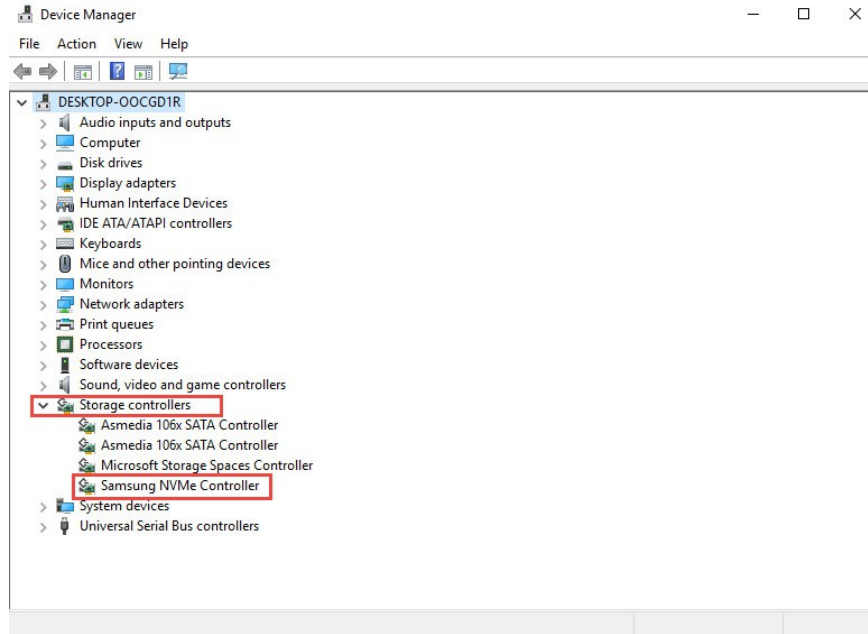 Device Manager
File Action View Help
DESKTOP-OOCGD1R
Audio inputs and outputs
Computer
Disk drives
Display adapters
Human Interface Devices
IDE ATA/ATAPI controllers
Keyboards
Mice and other pointing devices
Monitors
Network adapters
Print queues
Processors
Software devices
Sound, video and game controllers
Storage controllers
Asmedia 106x SATA Controller
Asmedia 106x SATA Controller
Microsoft Storage Spaces Controller
Samsung NVMe Controller
System devices
Universal Serial Bus controllers